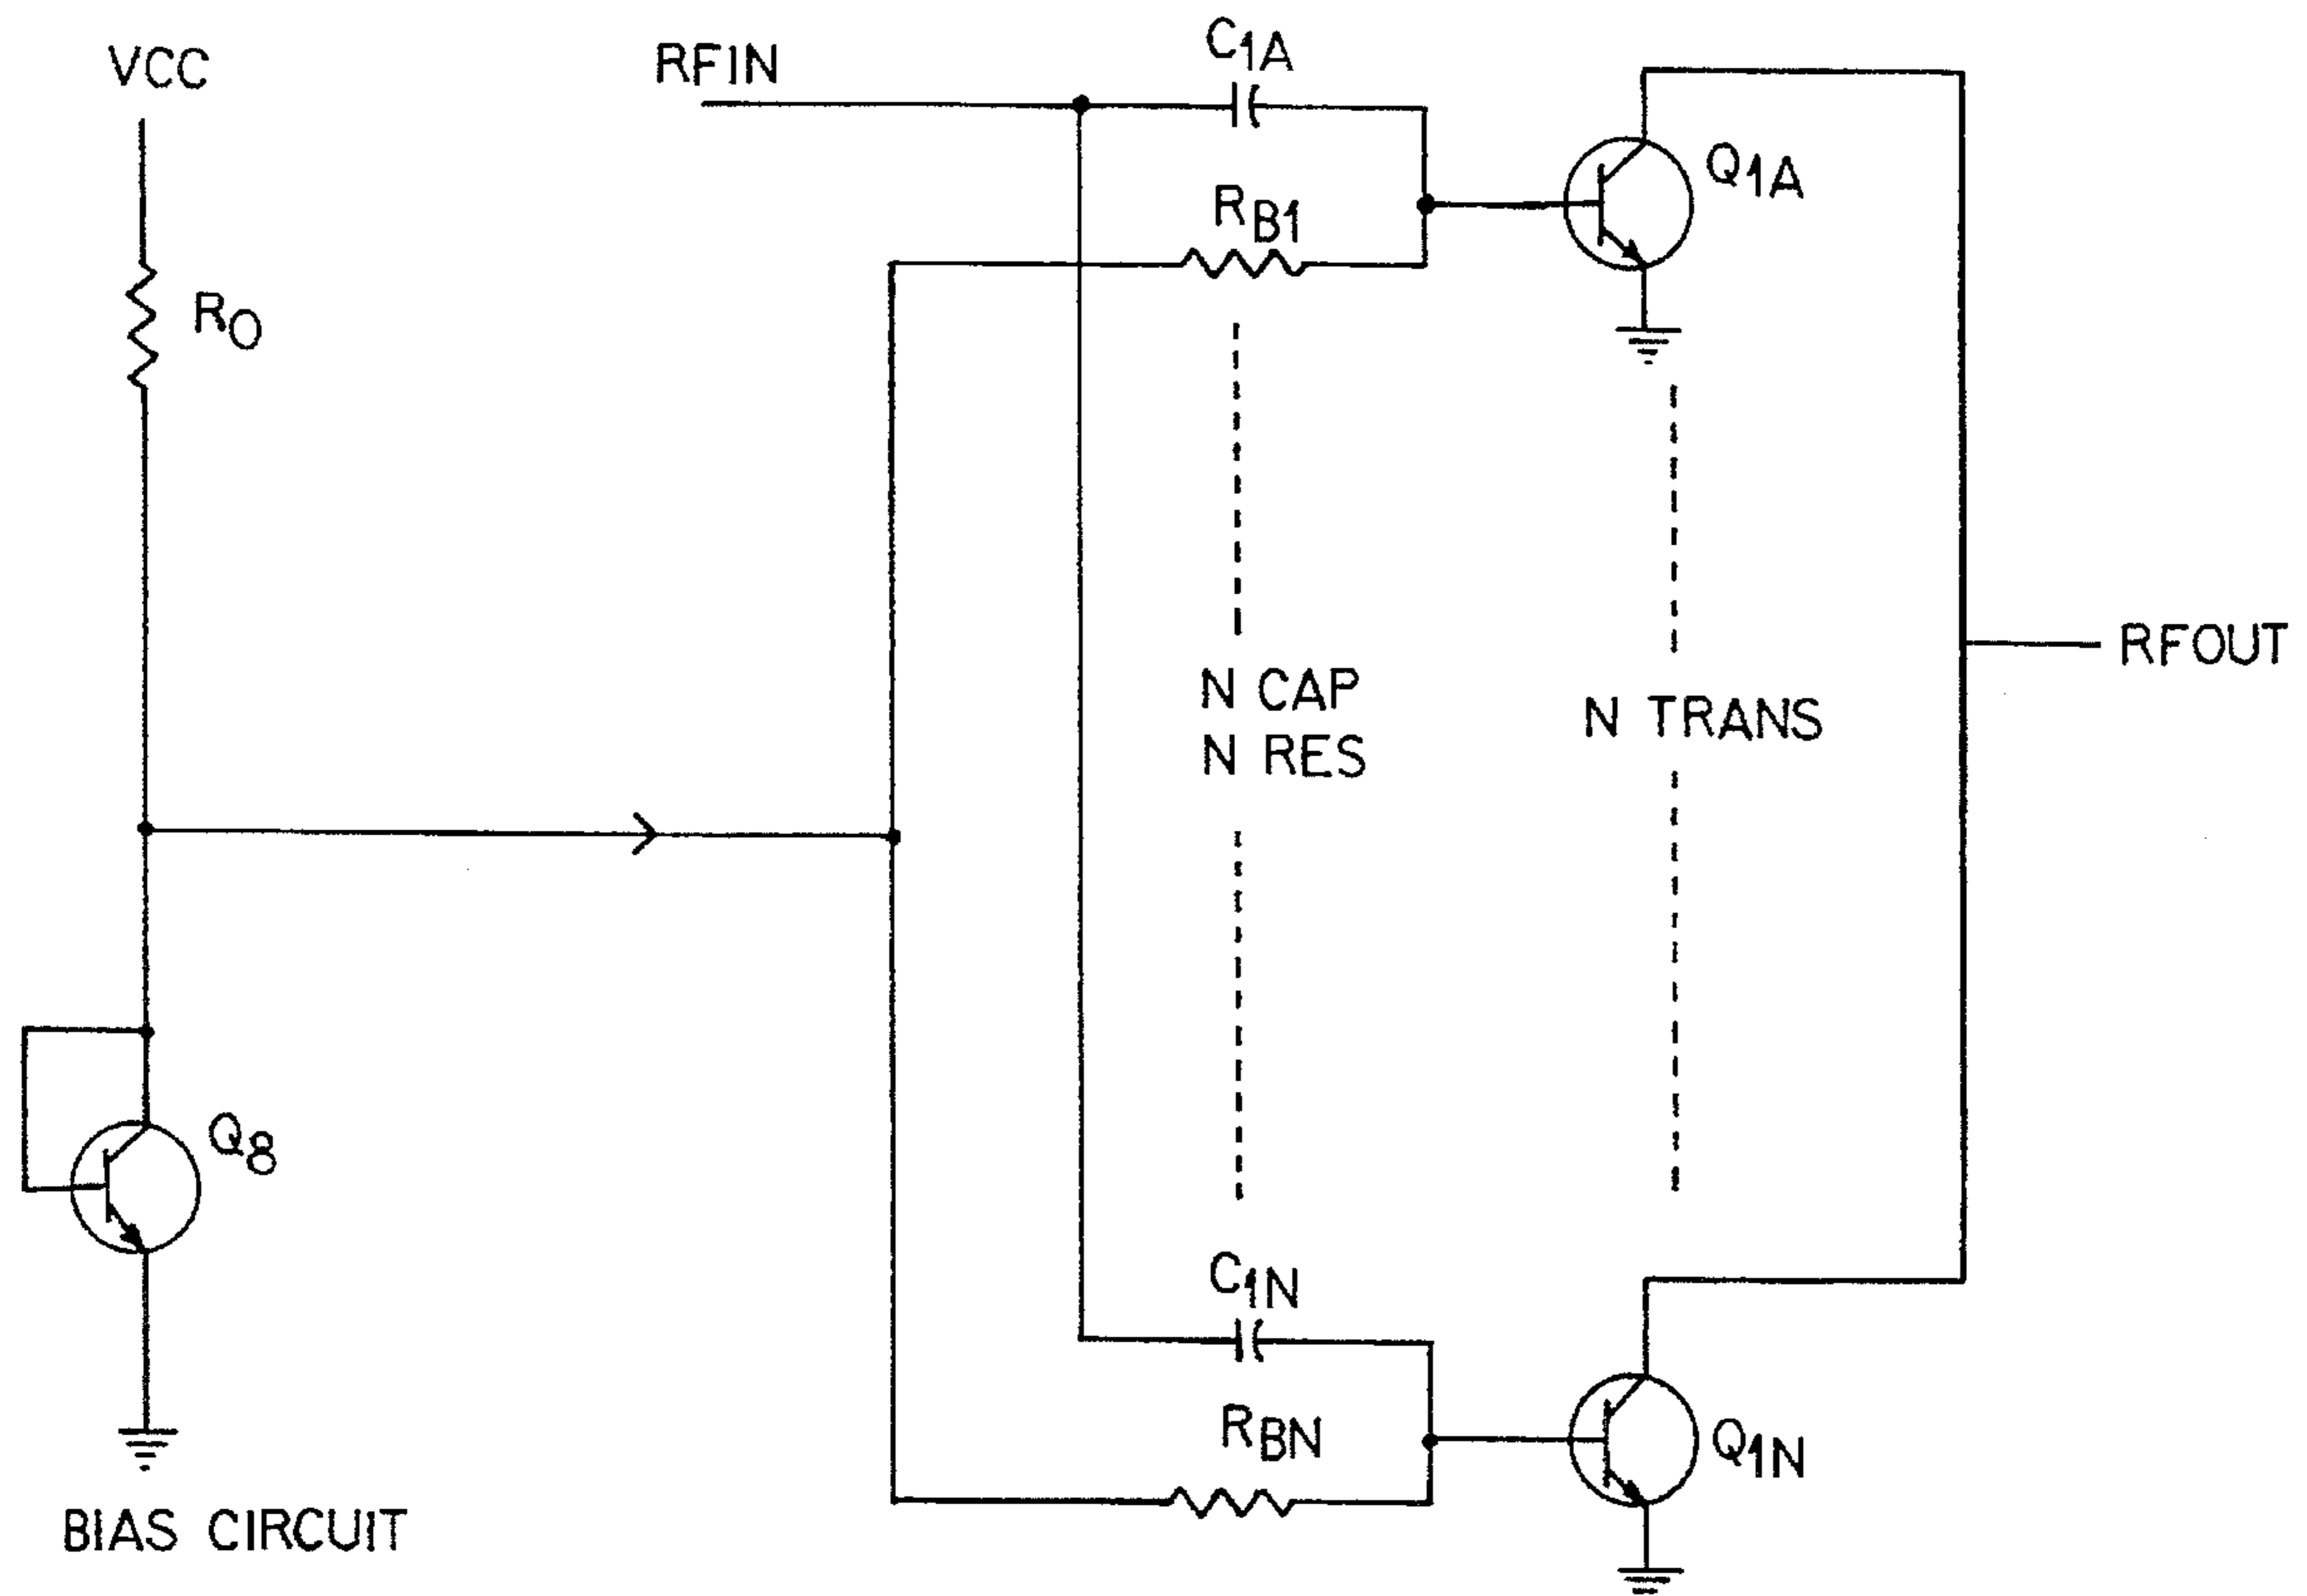 VCC
RFIN
C1A
Q1A
RB1
RO
RFOUT
N CAP
N RES
N TRANS
Q8
C1N
RBN
Q1N
BIAS CIRCUIT